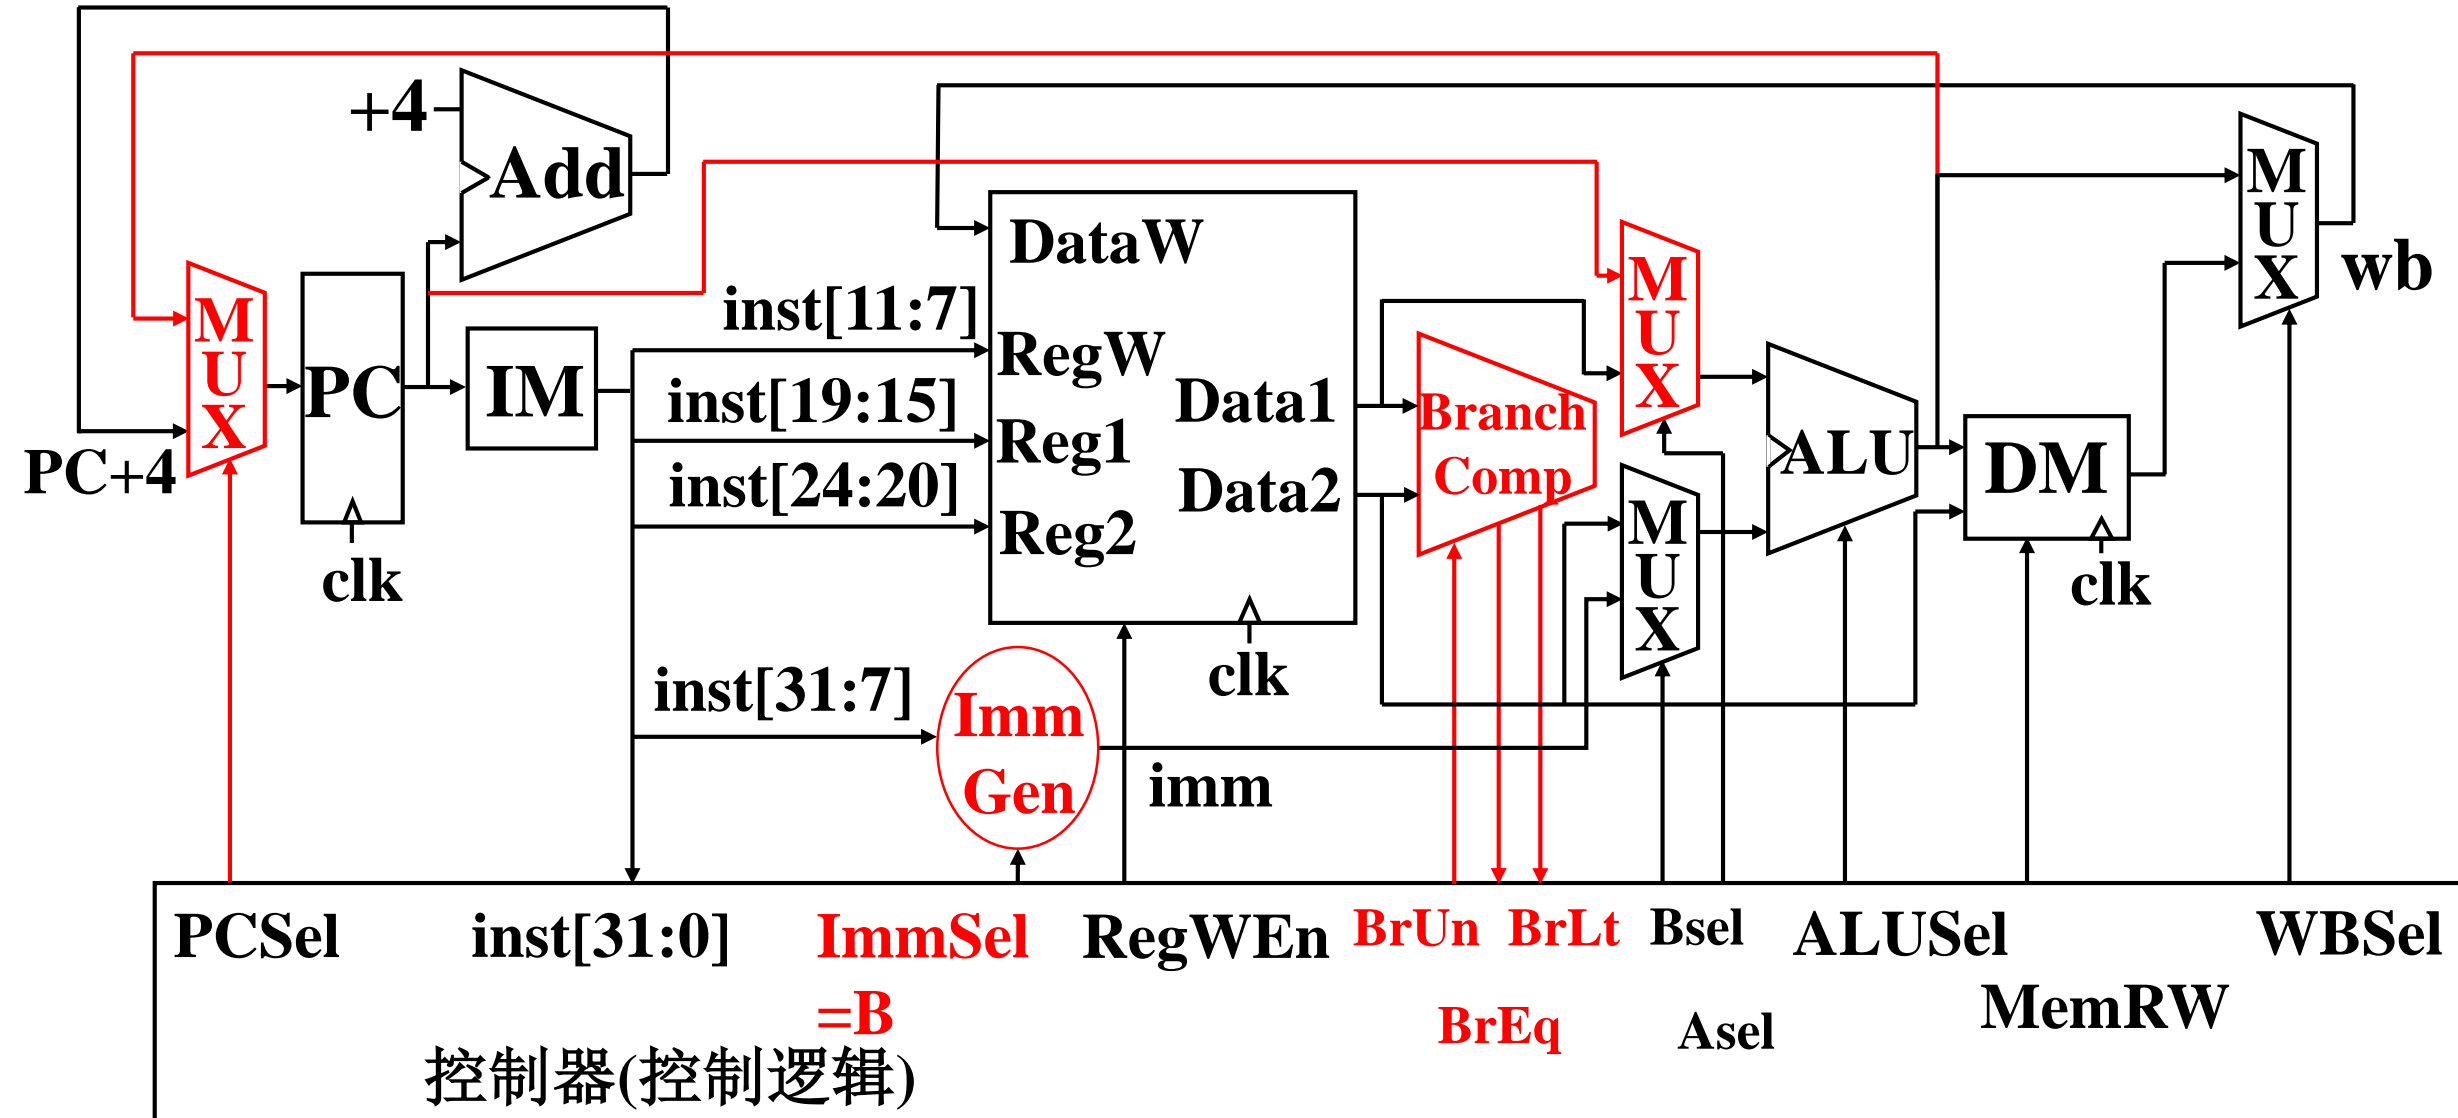 +4
Add
M
U
X
PC+4
PC
clk
IM
inst[11:7]
inst[19:15]
inst[24:20]
inst[31:7]
DataW
RegW
Reg1
Reg2
Data1
Data2
clk
Imm
Gen
imm
Branch
Comp
M
U
X
M
U
X
ALU
DM
clk
M
U
X
wb
PCSel
inst[31:0]
ImmSel
=B
RegWEn
BrUn
BrLt
BrEq
Bsel
Asel
ALUSel
MemRW
WBSel
控制器(控制逻辑)